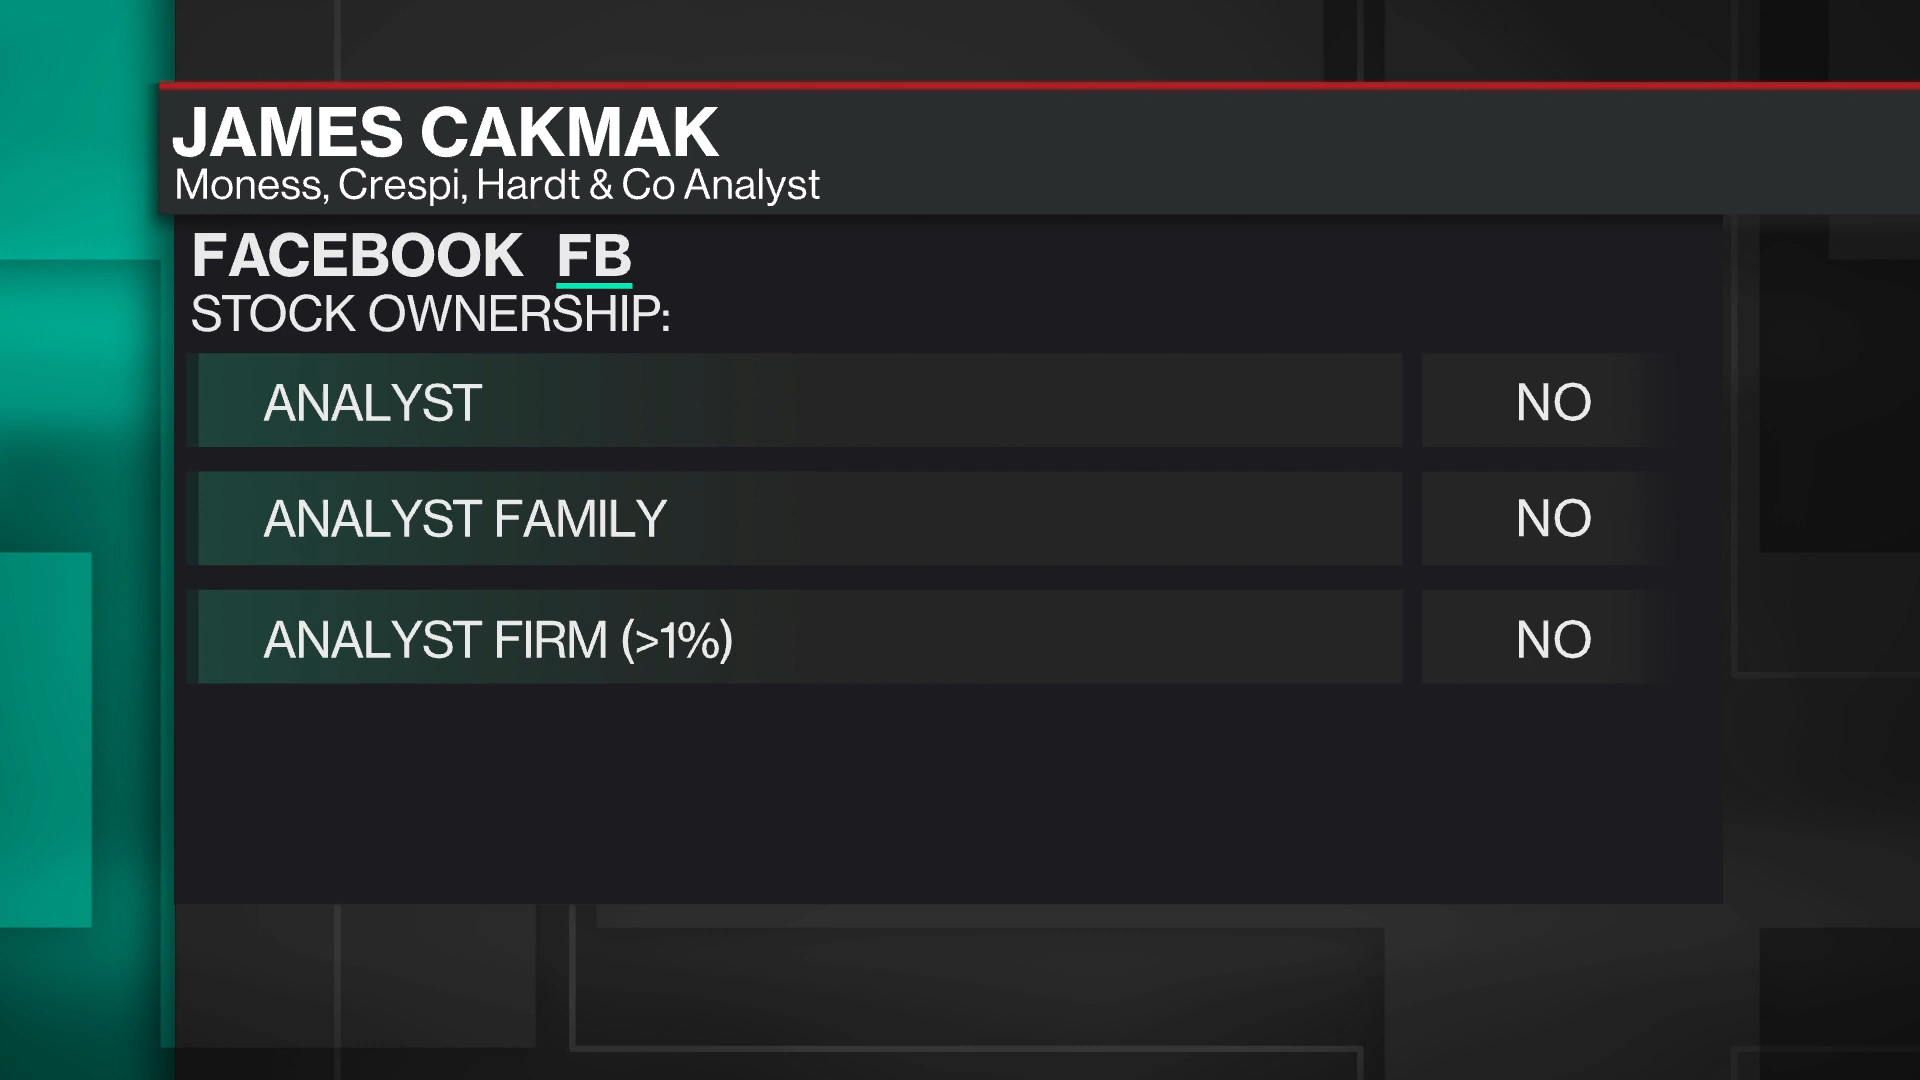 JAMES CAKMAK
Moness, Crespi, Hardt & Co Analyst
FACEBOOK FB
STOCK OWNERSHIP:
ANALYST NO
ANALYST FAMILY NO
ANALYST FIRM (>1%) NO